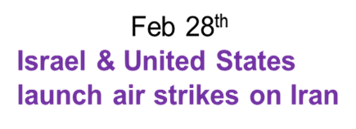 Feb 28th
Israel & United States
launch air strikes on Iran